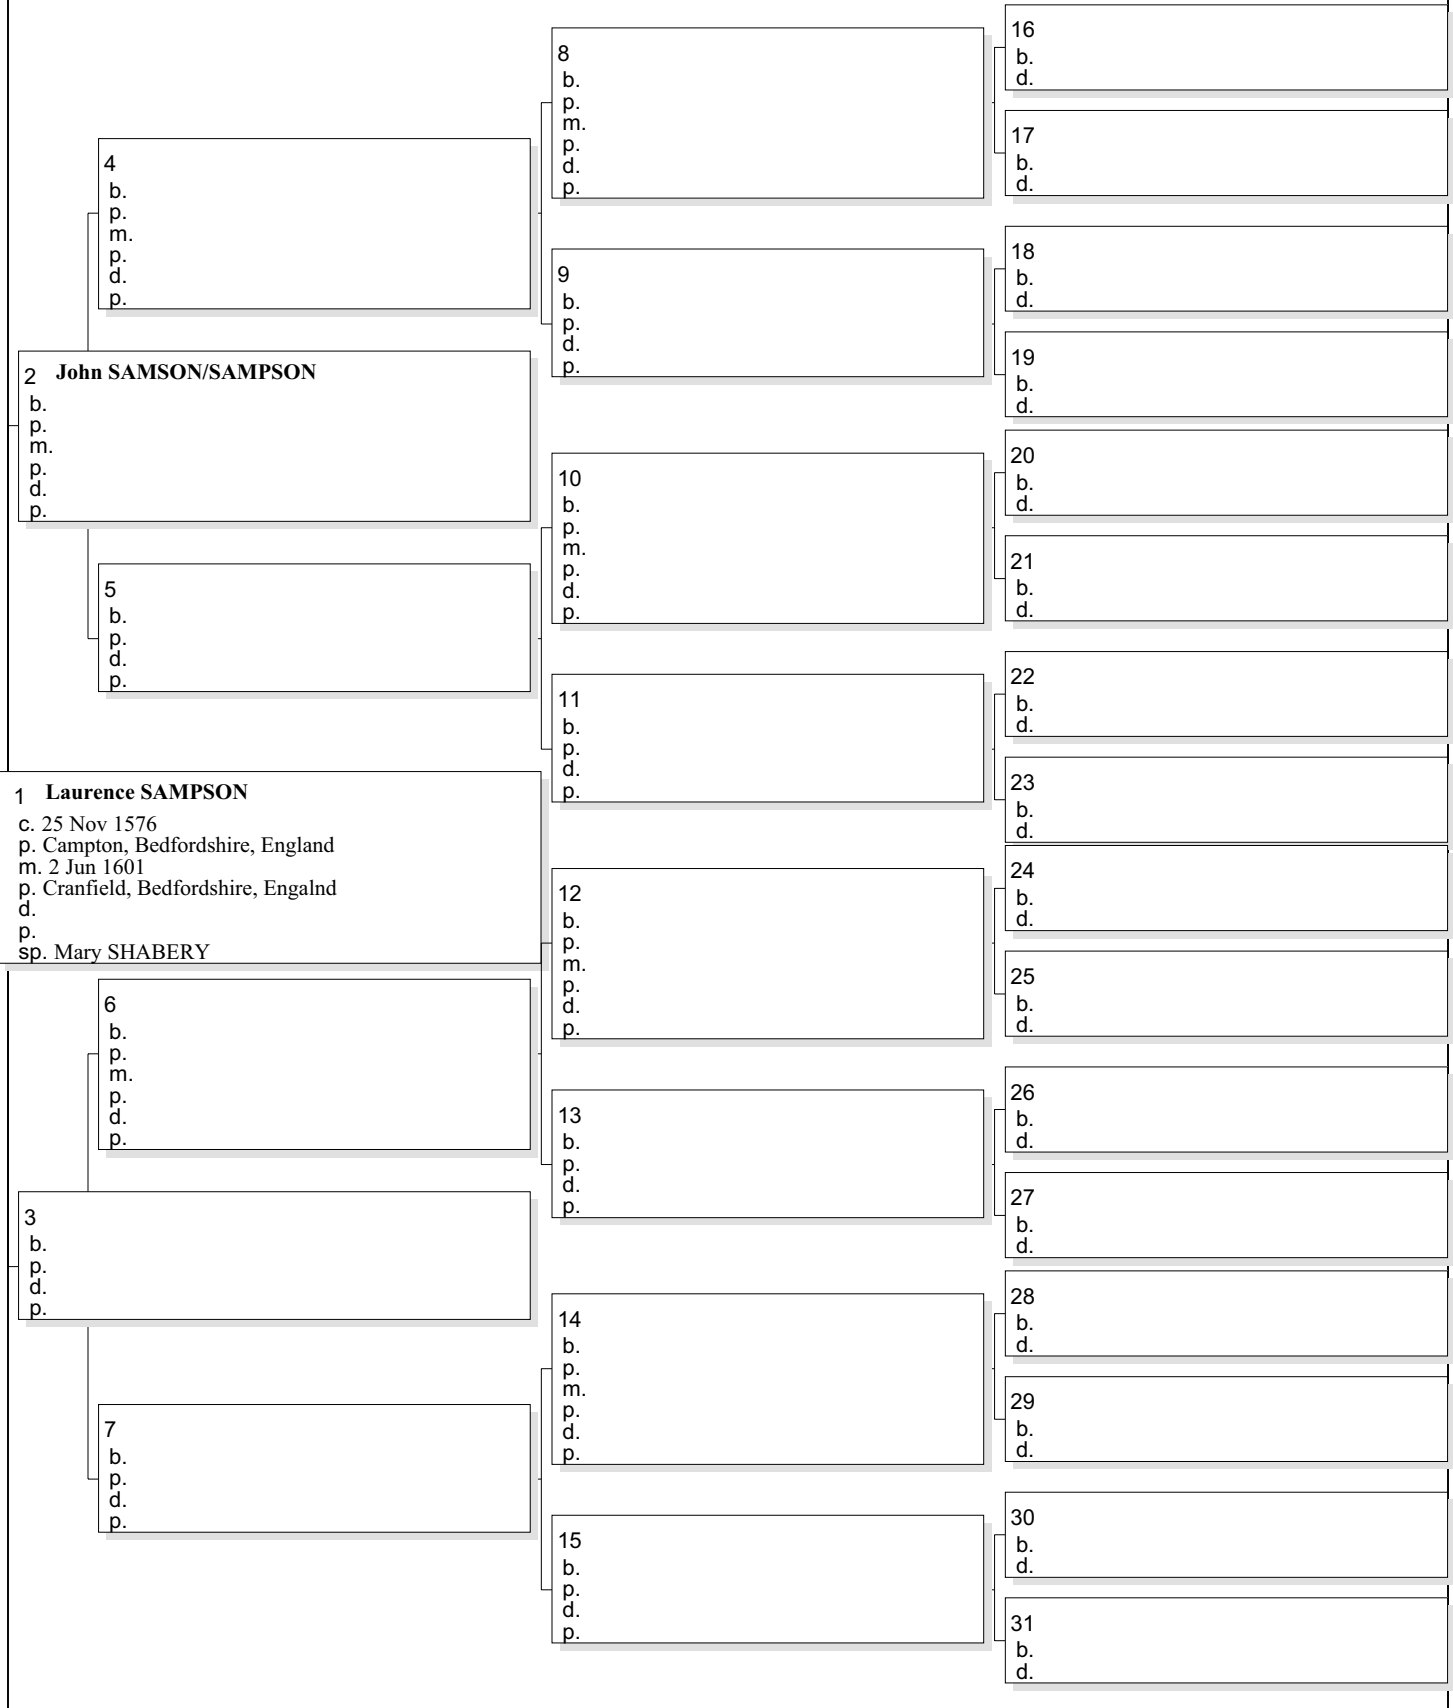 16
b.
d.
8
b.
p.
m.
p.
d.
p.
17
b.
d.
4
b.
p.
m.
p.
d.
p.
18
b.
d.
9
b.
p.
d.
p.
19
b.
d.
2 John SAMSON/SAMPSON
b.
p.
m.
p.
d.
p.
20
b.
d.
10
b.
p.
m.
p.
d.
p.
21
b.
d.
5
b.
p.
d.
p.
22
b.
d.
11
b.
p.
d.
p.
23
b.
d.
1 Laurence SAMPSON
c. 25 Nov 1576
p. Campton, Bedfordshire, England
m. 2 Jun 1601
p. Cranfield, Bedfordshire, Engalnd
d.
p.
sp. Mary SHABERY
24
b.
d.
12
b.
p.
m.
p.
d.
p.
25
b.
d.
6
b.
p.
m.
p.
d.
p.
26
b.
d.
13
b.
p.
d.
p.
27
b.
d.
3
b.
p.
d.
p.
28
b.
d.
14
b.
p.
m.
p.
d.
p.
29
b.
d.
7
b.
p.
d.
p.
30
b.
d.
15
b.
p.
d.
p.
31
b.
d.